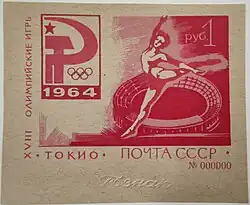 XVIII ОЛИМПИЙСКИЕ ИГРЫ
1964
руб. 1
• ТОКИО • ПОЧТА СССР •
№ 000000